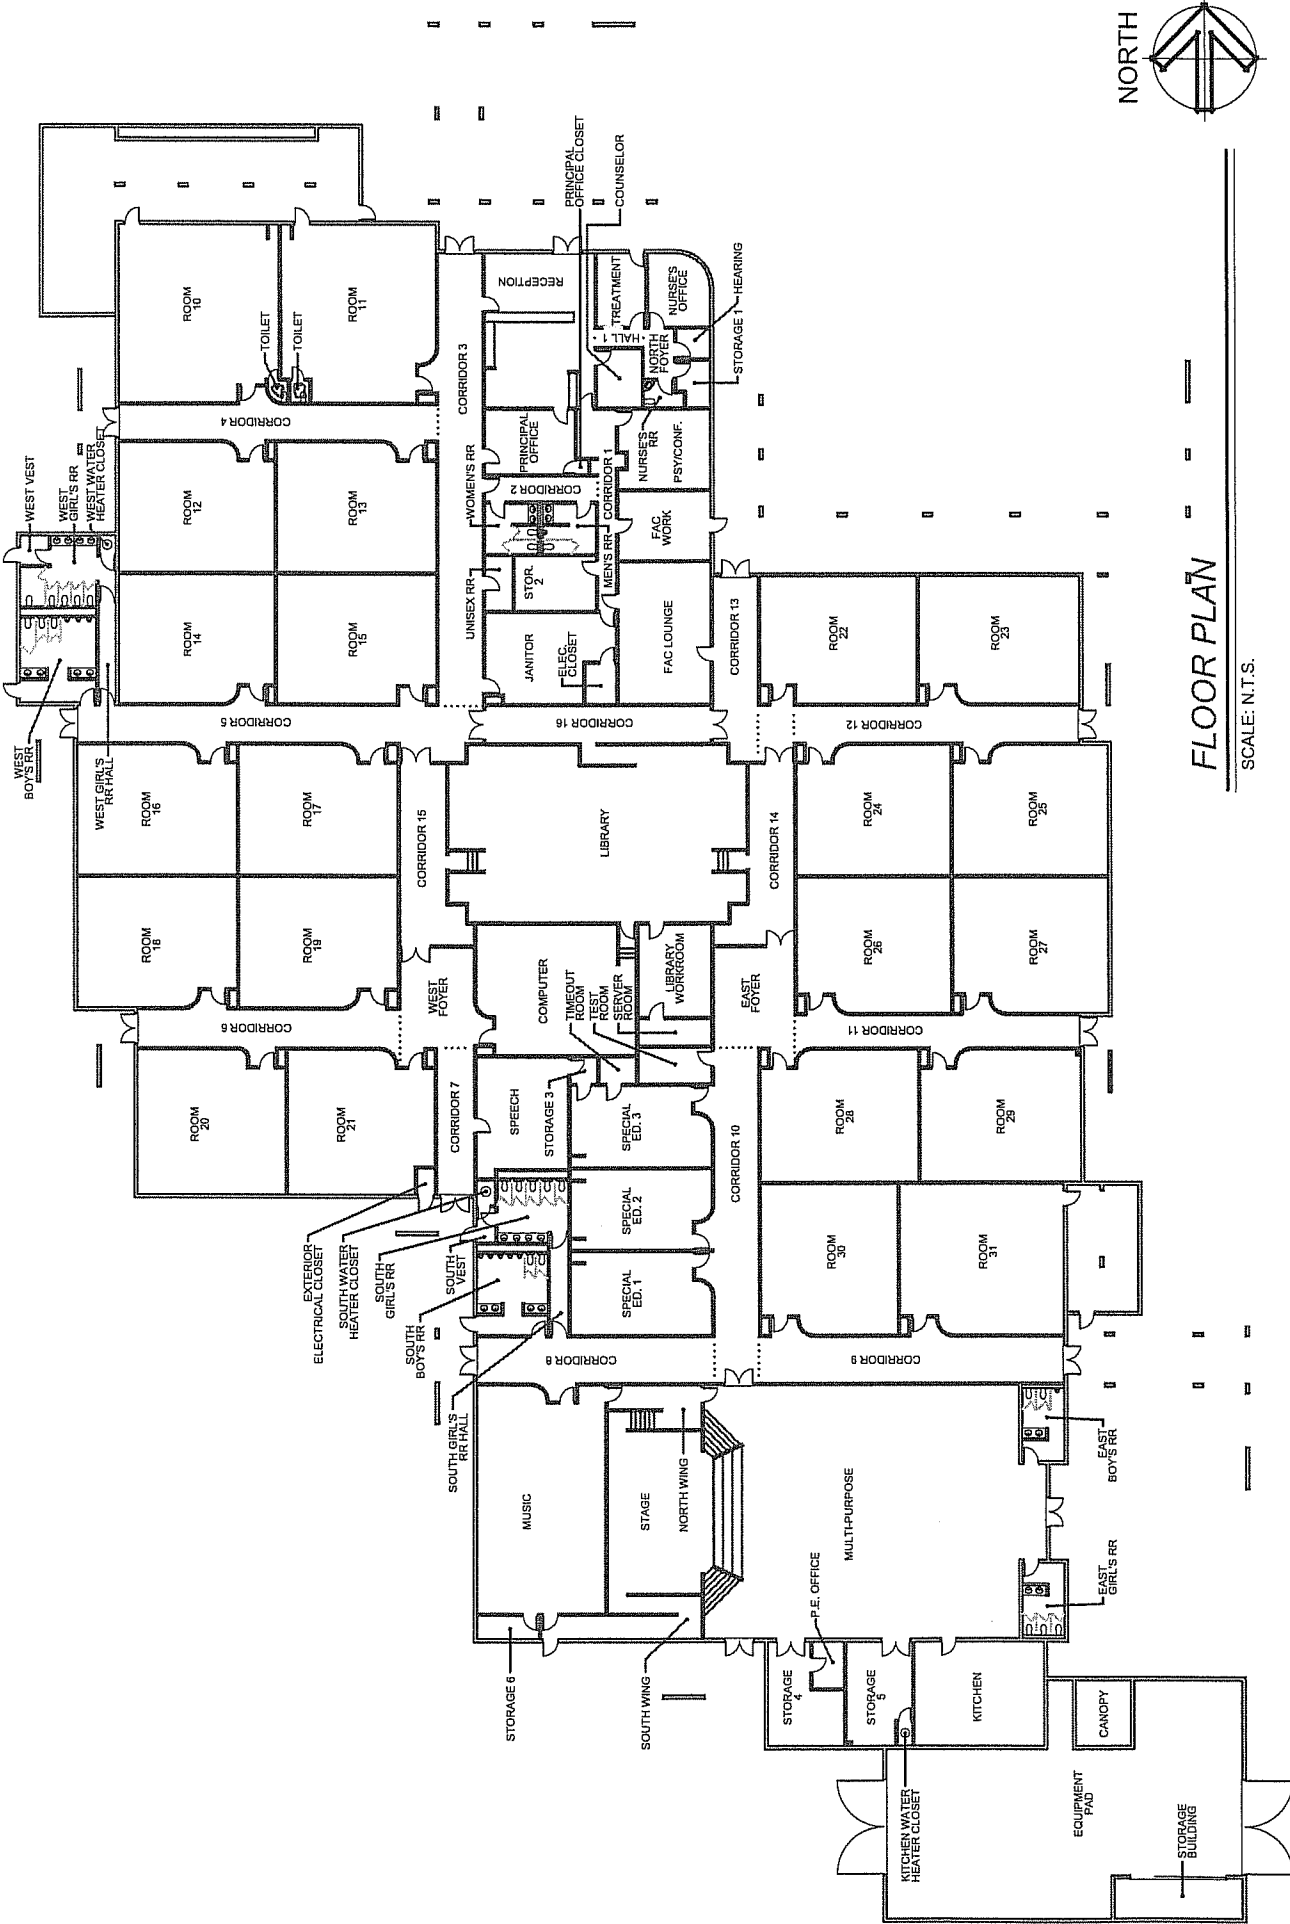 NORTH
FLOOR PLAN
SCALE: N.T.S.
WEST
BOY'S RR
WEST VEST
WEST
GIRL'S RR
WEST WATER
HEATER CLOSET
WEST GIRL'S
RR HALL
ROOM
10
ROOM
11
TOILET
TOILET
CORRIDOR 4
ROOM
12
ROOM
13
ROOM
14
ROOM
15
CORRIDOR 3
CORRIDOR 5
ROOM
16
ROOM
17
ROOM
18
ROOM
19
CORRIDOR 15
CORRIDOR 6
WEST
FOYER
ROOM
20
ROOM
21
CORRIDOR 7
EXTERIOR
ELECTRICAL CLOSET
SOUTH WATER
HEATER CLOSET
SOUTH
GIRL'S RR
SOUTH
VEST
SOUTH
BOY'S RR
SOUTH GIRL'S
RR HALL
RECEPTION
PRINCIPAL
OFFICE
PRINCIPAL
OFFICE CLOSET
COUNSELOR
TREATMENT
HALL 1
NORTH
FOYER
NURSE'S
OFFICE
HEARING
STORAGE 1
NURSE'S
RR
PSY/CONF.
CORRIDOR 1
CORRIDOR 2
WOMEN'S RR
MEN'S RR
UNISEX RR
STOR.
2
JANITOR
ELEC.
CLOSET
FAC
WORK
FAC LOUNGE
CORRIDOR 16
CORRIDOR 13
LIBRARY
COMPUTER
LIBRARY
WORKROOM
TIMEOUT
ROOM
TEST
ROOM
SERVER
ROOM
SPEECH
STORAGE 3
SPECIAL
ED. 3
SPECIAL
ED. 2
SPECIAL
ED. 1
EAST
FOYER
CORRIDOR 14
CORRIDOR 12
ROOM
22
ROOM
23
ROOM
24
ROOM
25
ROOM
26
ROOM
27
CORRIDOR 11
CORRIDOR 10
ROOM
28
ROOM
29
ROOM
30
ROOM
31
CORRIDOR 8
CORRIDOR 9
MUSIC
STAGE
NORTH WING
MULTI-PURPOSE
EAST
BOY'S RR
EAST
GIRL'S RR
P.E. OFFICE
STORAGE 6
SOUTH WING
STORAGE
4
STORAGE
5
KITCHEN
CANOPY
KITCHEN WATER
HEATER CLOSET
EQUIPMENT
PAD
STORAGE
BUILDING